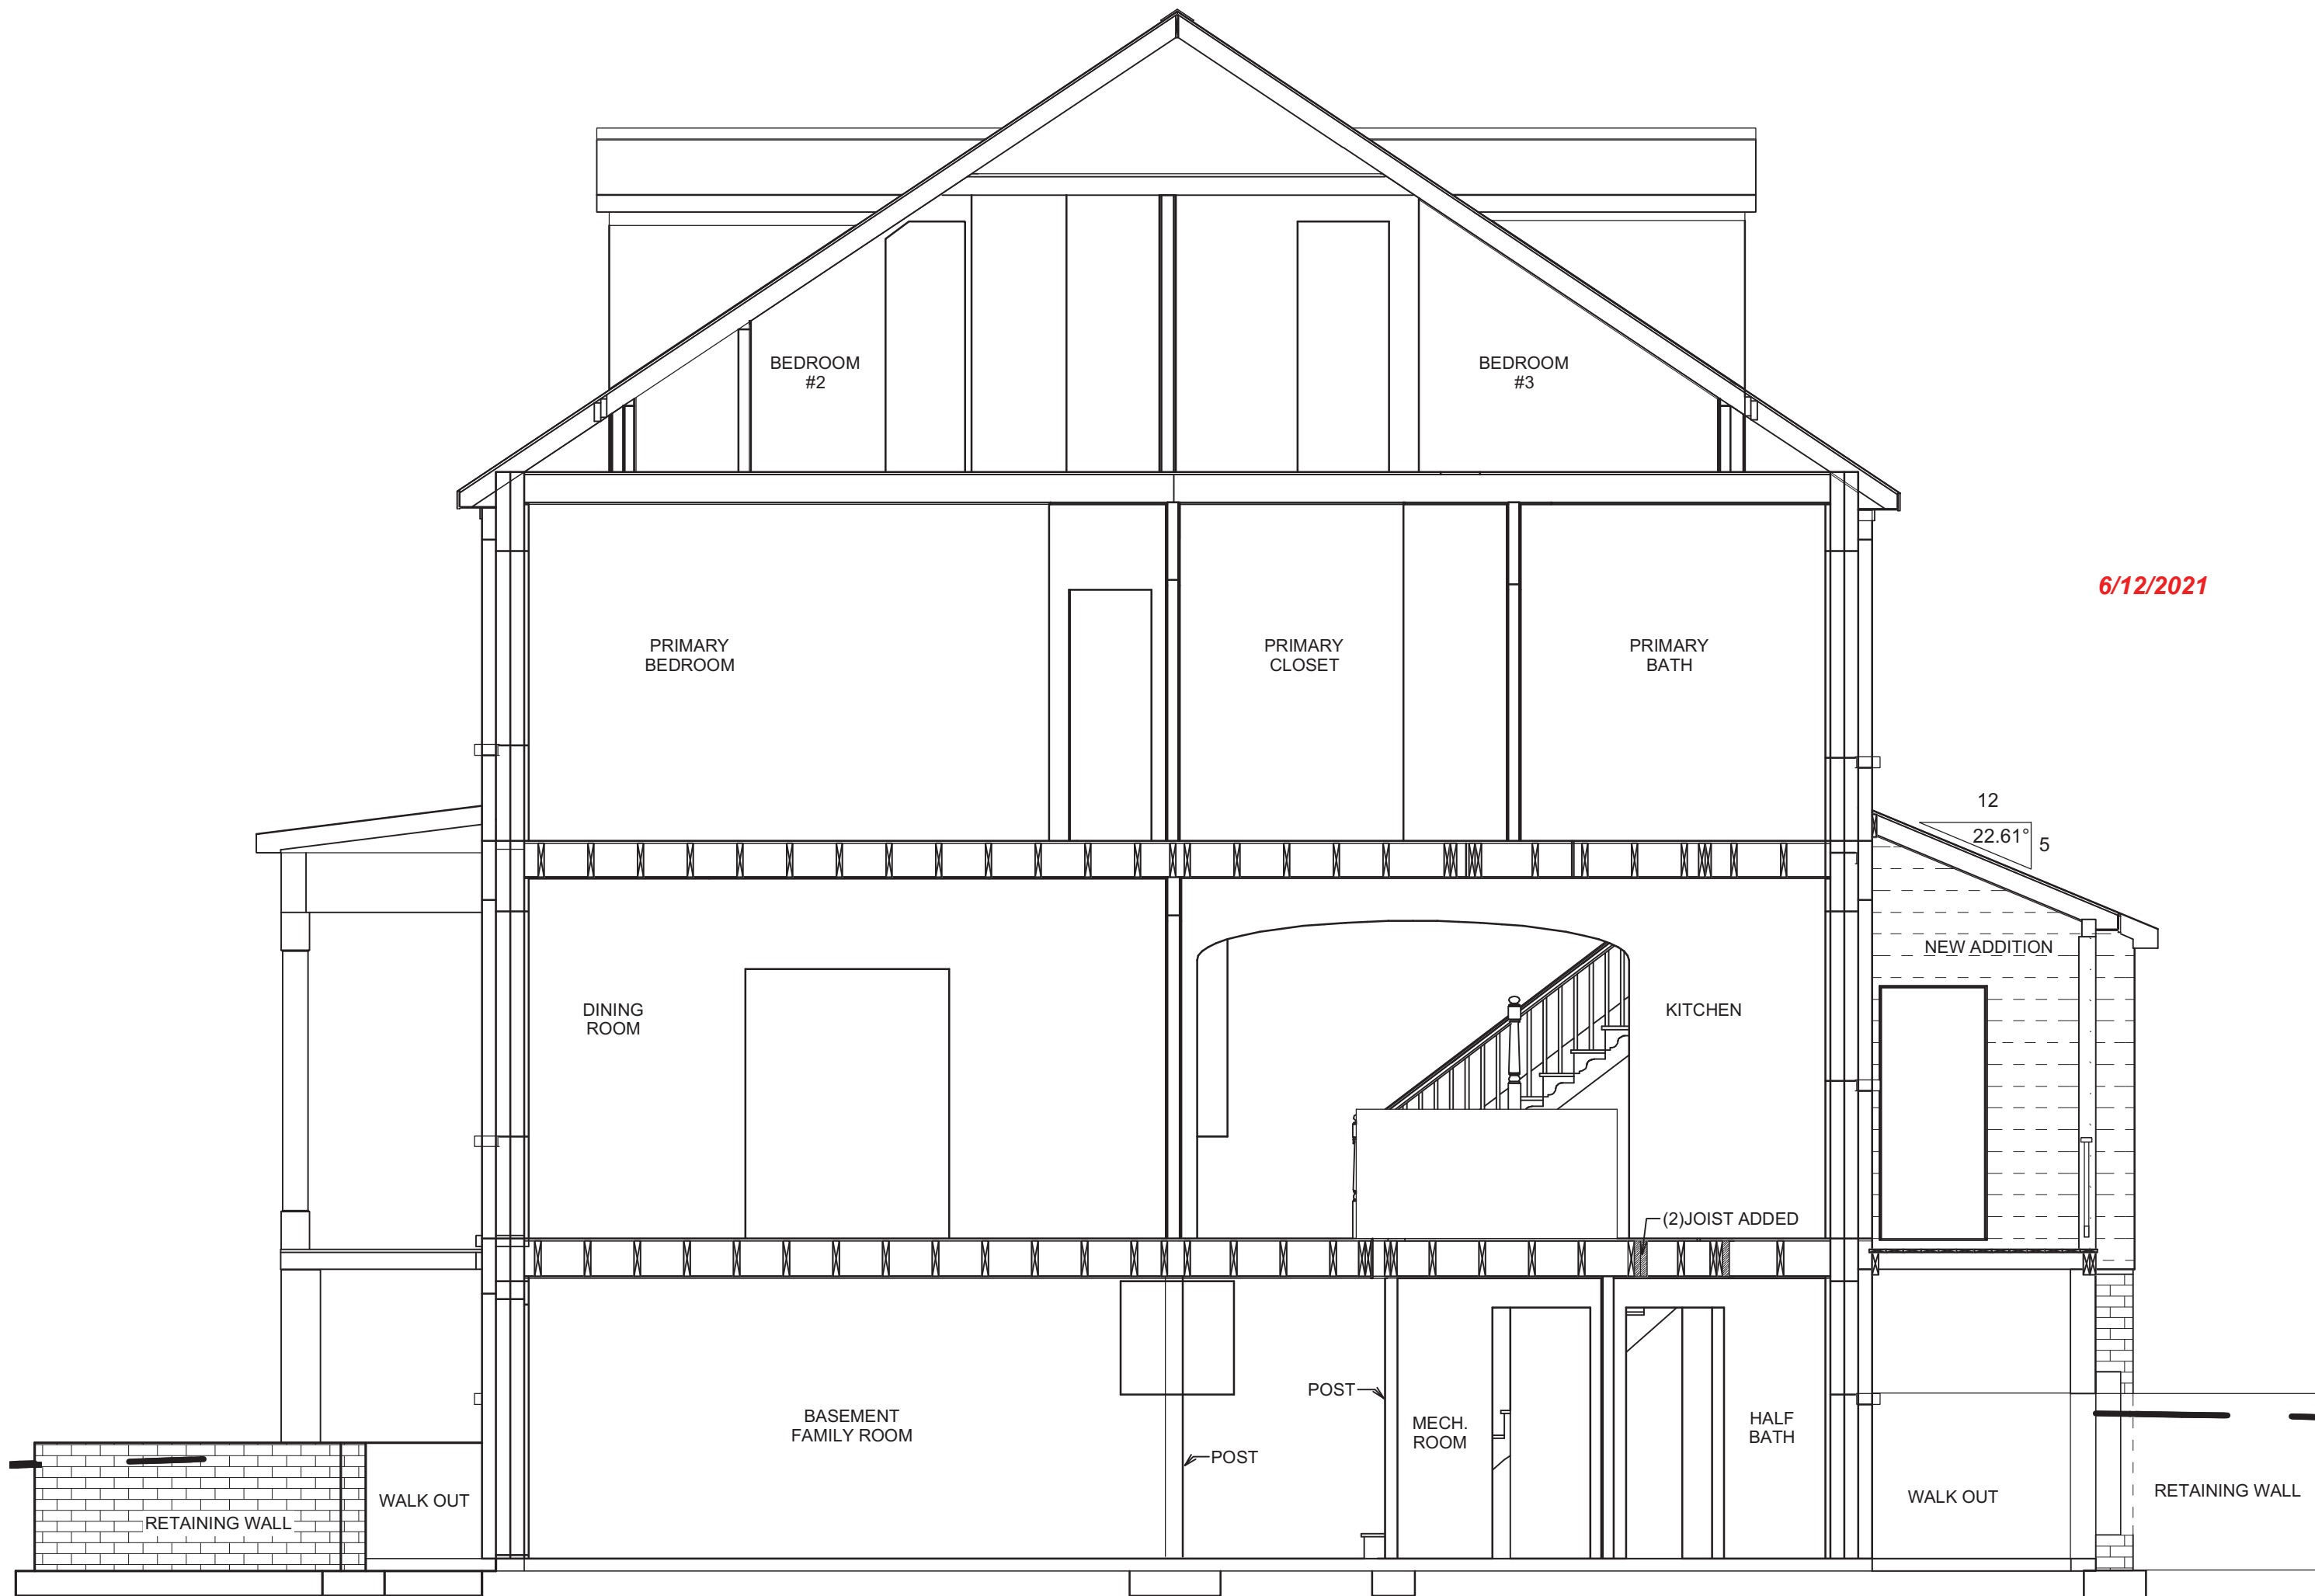 BEDROOM
#2
BEDROOM
#3
6/12/2021
PRIMARY
BEDROOM
PRIMARY
CLOSET
PRIMARY
BATH
12
22.61°
5
NEW ADDITION
DINING
ROOM
KITCHEN
(2)JOIST ADDED
BASEMENT
FAMILY ROOM
POST
POST
MECH.
ROOM
HALF
BATH
WALK OUT
RETAINING WALL
WALK OUT
RETAINING WALL